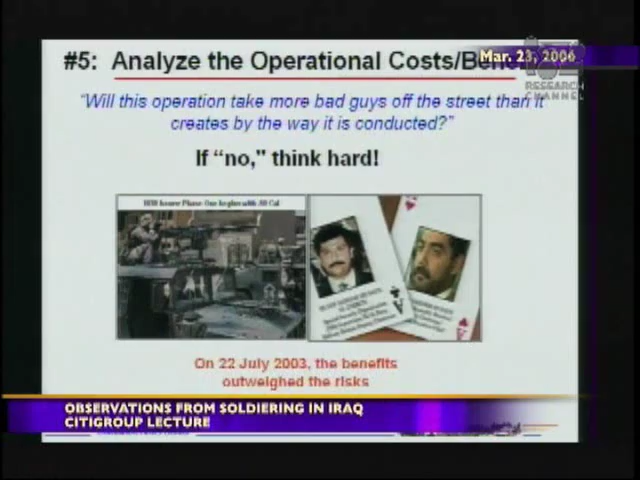 #5: Analyze the Operational Costs/Bene
Mar. 23, 2006
RESEARCH
CHANNEL
"Will this operation take more bad guys off the street than it
creates by the way it is conducted?"
If "no," think hard!
On 22 July 2003, the benefits
outweighed the risks
OBSERVATIONS FROM SOLDIERING IN IRAQ
CITIGROUP LECTURE